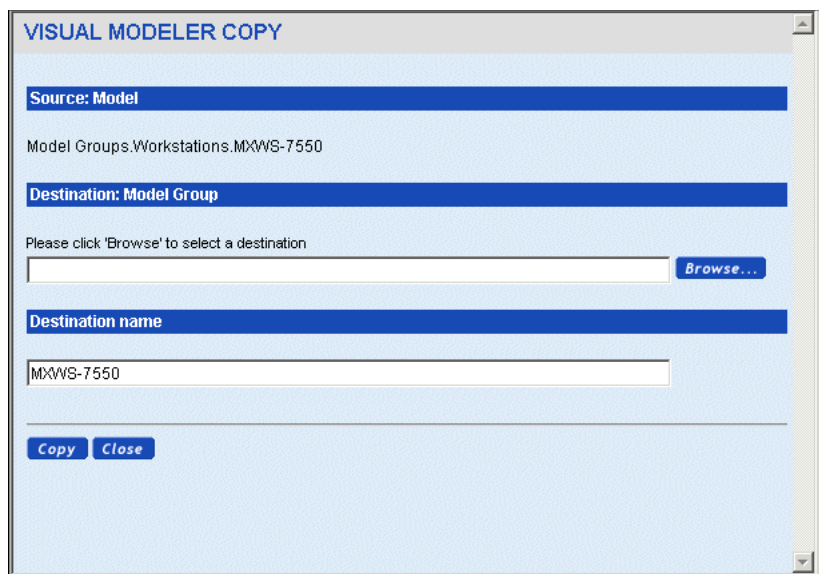 VISUAL MODELER COPY
Source: Model
Model Groups.Workstations.MXWS-7550
Destination: Model Group
Please click 'Browse' to select a destination
Browse...
Destination name
MXWS-7550
Copy Close